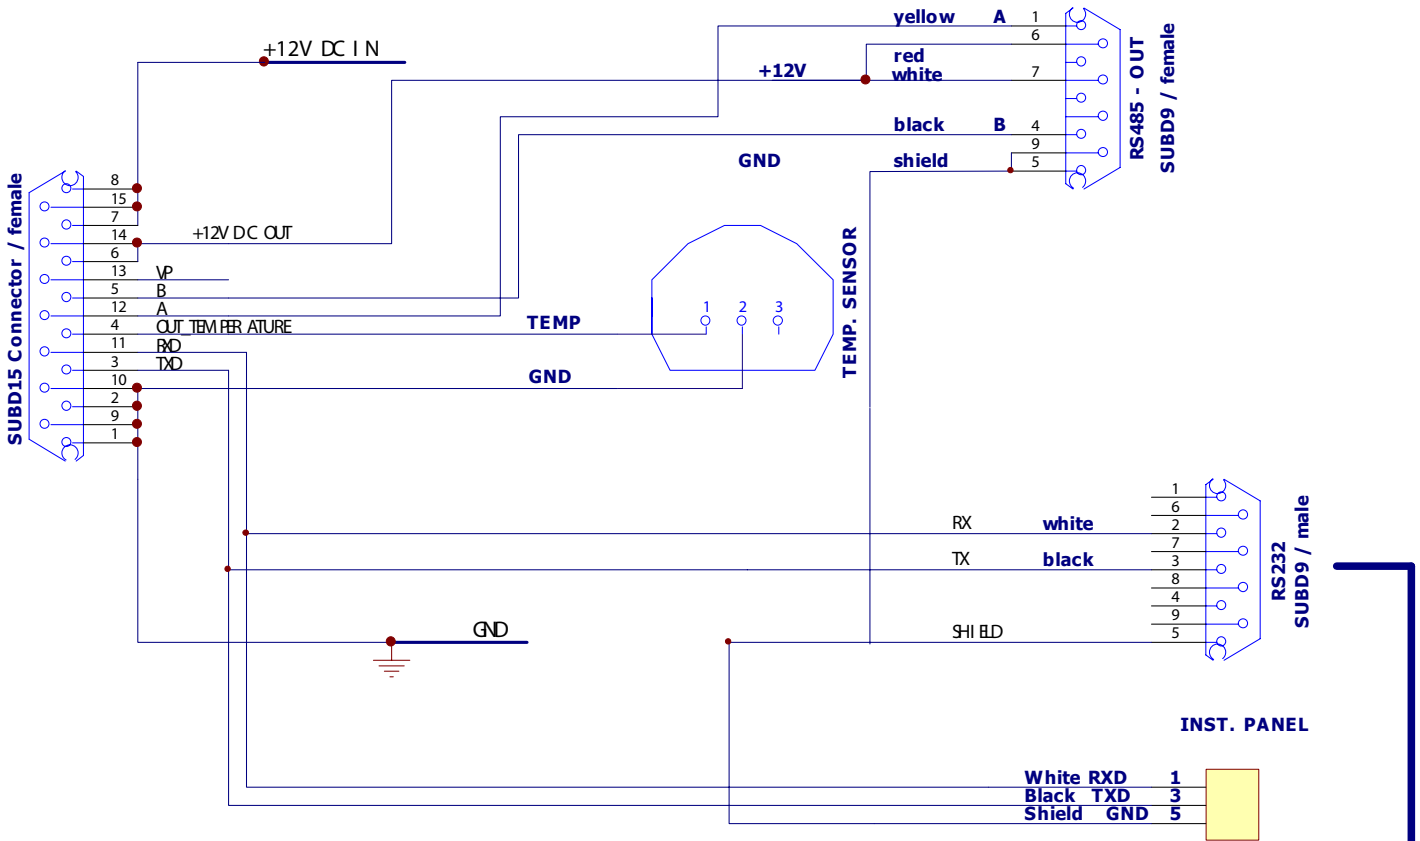 yellow A 1
6
+12V DC IN
red
+12V white 7
black B 4
9
GND shield 5
RS485 - OUT
SUBD9 / female
SUBD15 Connector / female
8
15
7
14 +12V DC OUT
6
13 VP
5 B
12 A
4 OUT_TEMPERATURE TEMP
11 RXD
3 TXD
10 GND
2
9
1
1 2 3
TEMP. SENSOR
1
6
RX white 2
7
TX black 3
8
4
9
SHIELD 5
RS232
SUBD9 / male
GND
INST. PANEL
White RXD 1
Black TXD 3
Shield GND 5